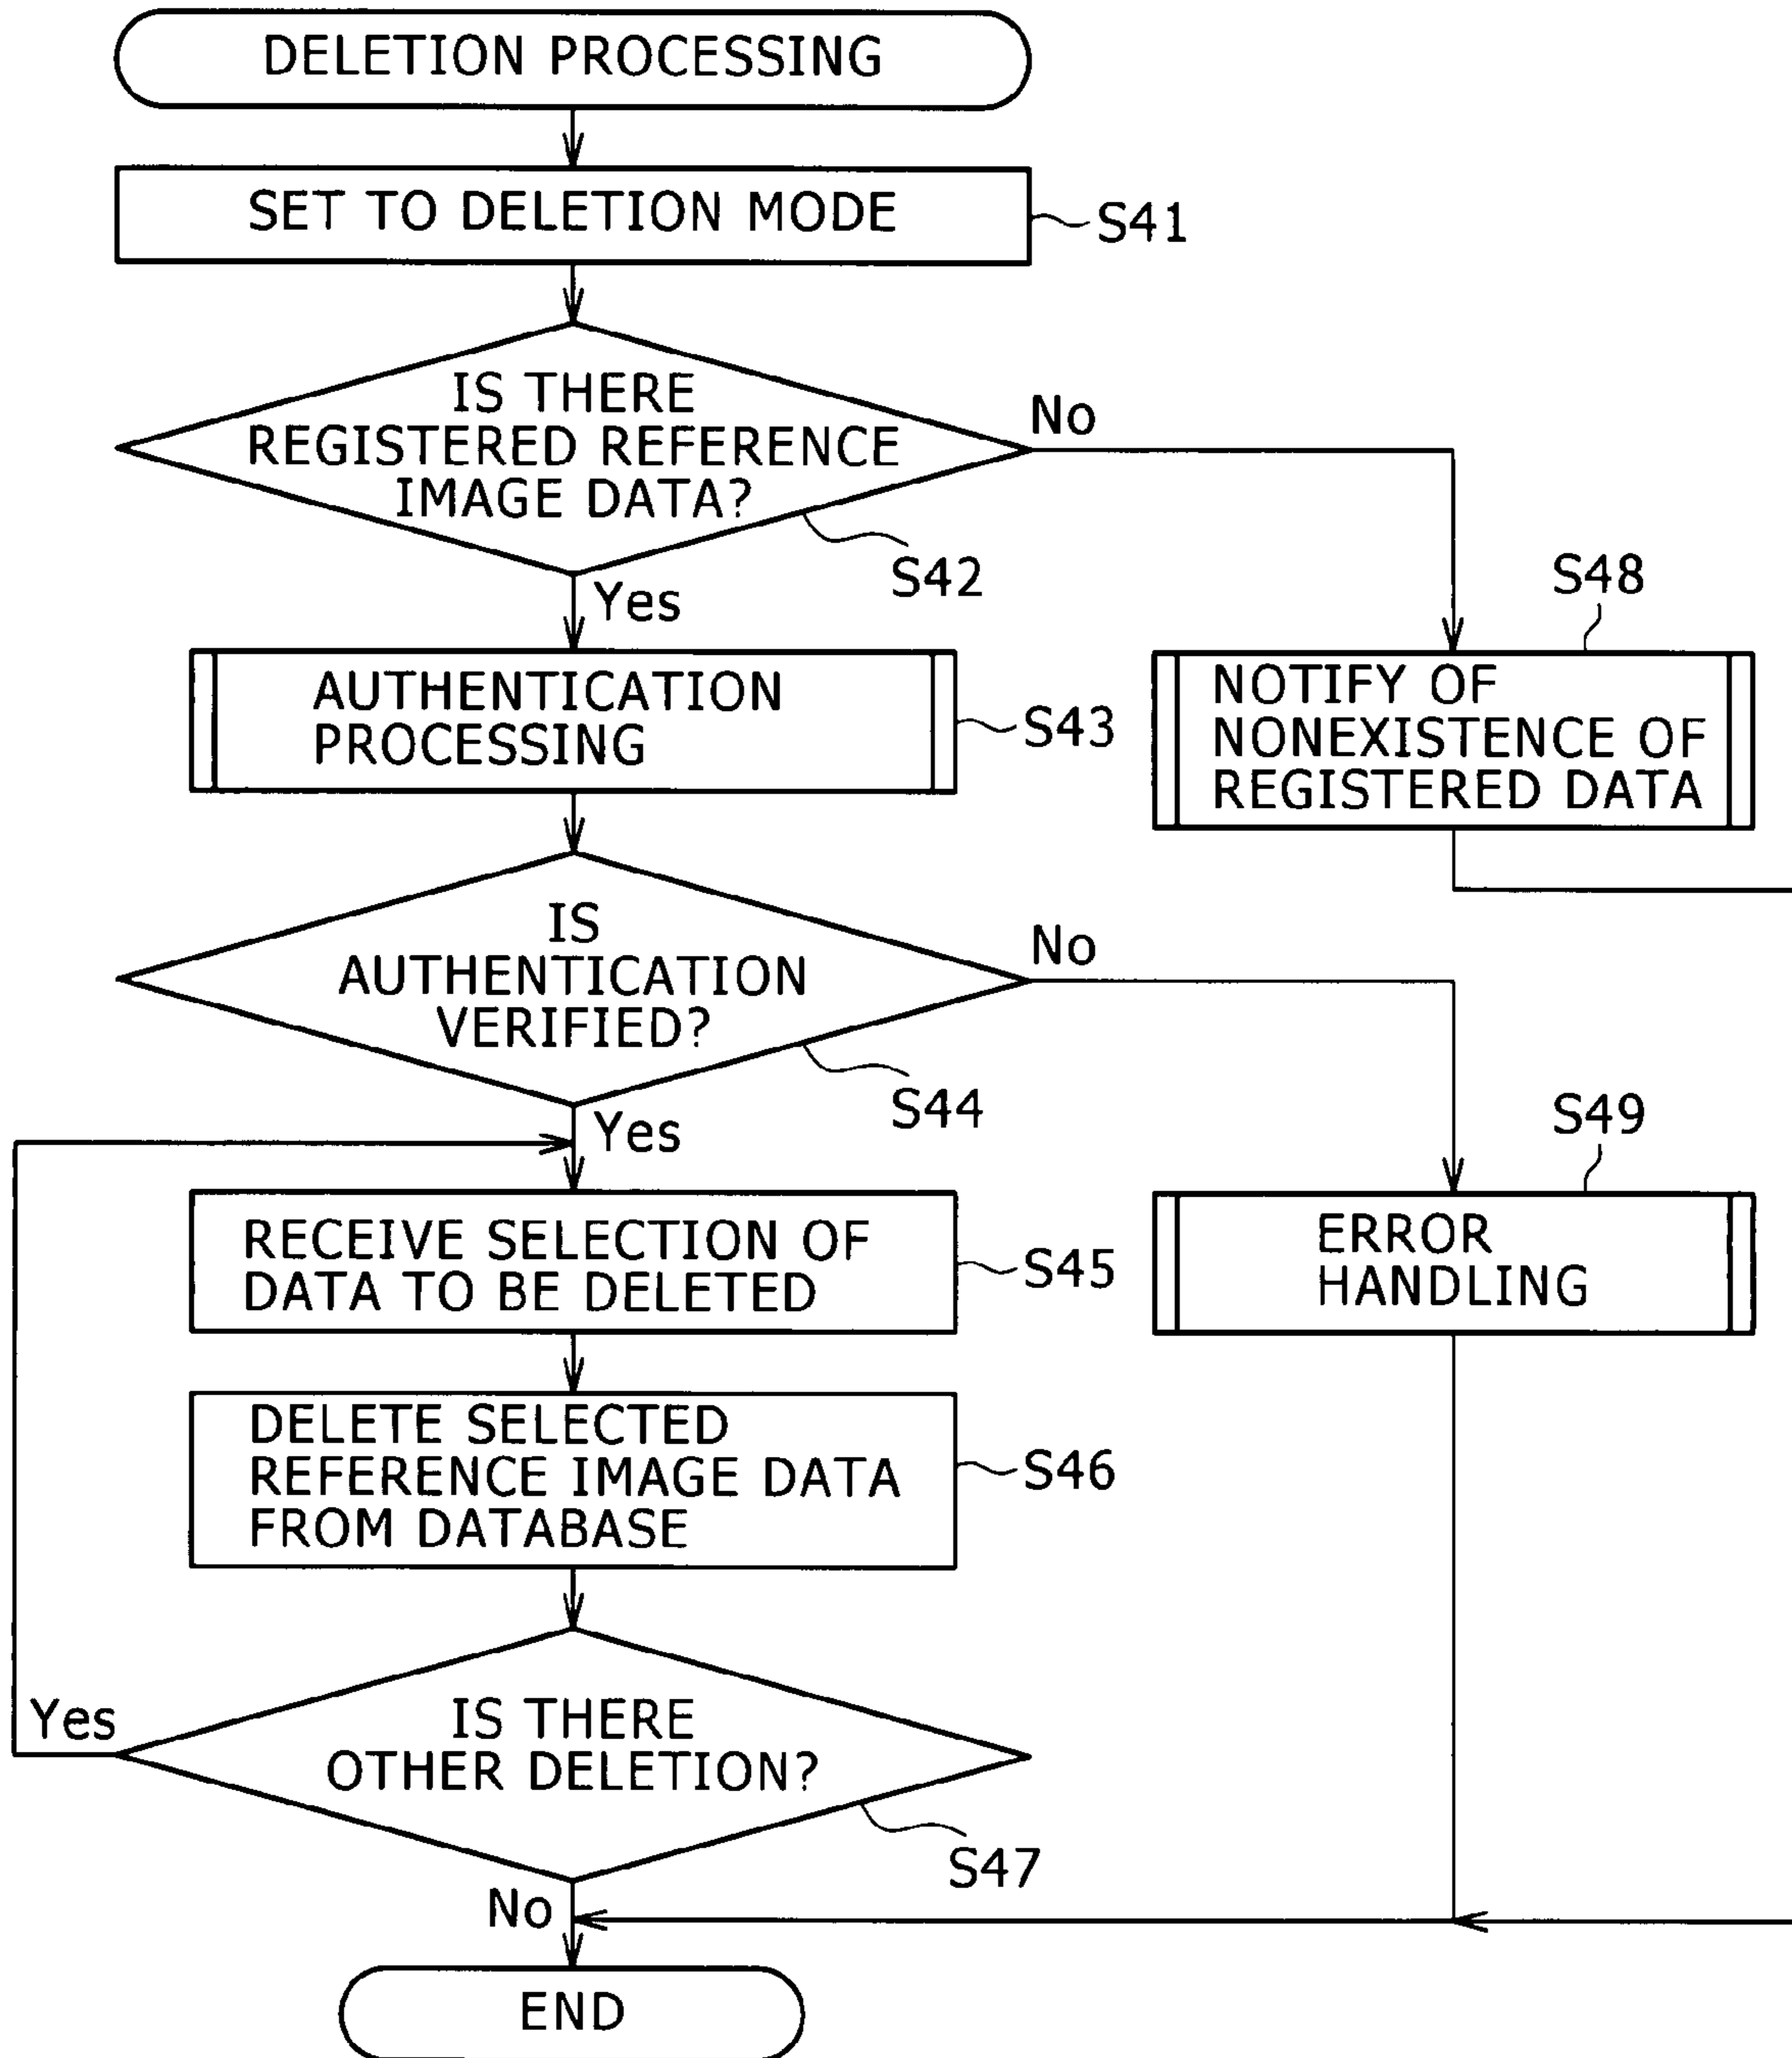 DELETION PROCESSING
SET TO DELETION MODE
S41
IS THERE
REGISTERED REFERENCE
IMAGE DATA?
No
S42
Yes
S48
AUTHENTICATION
PROCESSING
S43
NOTIFY OF
NONEXISTENCE OF
REGISTERED DATA
IS
AUTHENTICATION
VERIFIED?
No
S44
Yes
S49
RECEIVE SELECTION OF
DATA TO BE DELETED
S45
ERROR
HANDLING
DELETE SELECTED
REFERENCE IMAGE DATA
FROM DATABASE
S46
Yes
IS THERE
OTHER DELETION?
S47
No
END